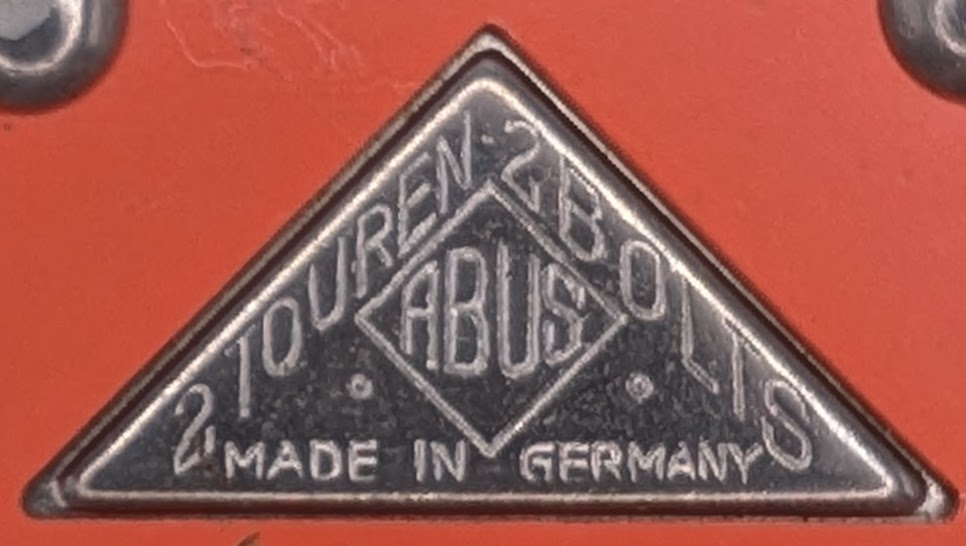 2 TOUREN-2 BOLTS
ABUS
MADE IN GERMANY